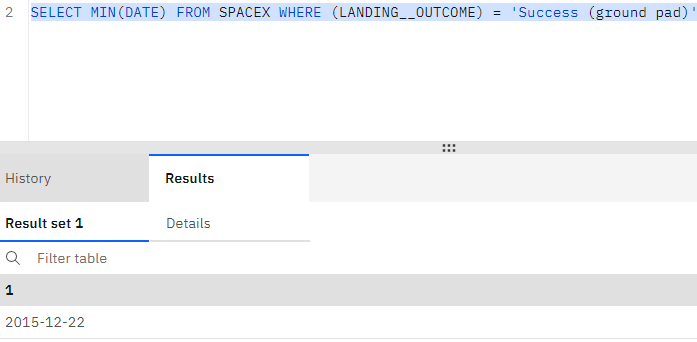 2 SELECT MIN(DATE) FROM SPACEX WHERE (LANDING__OUTCOME) = 'Success (ground pad)'
History Results
Result set 1 Details
Filter table
1
2015-12-22